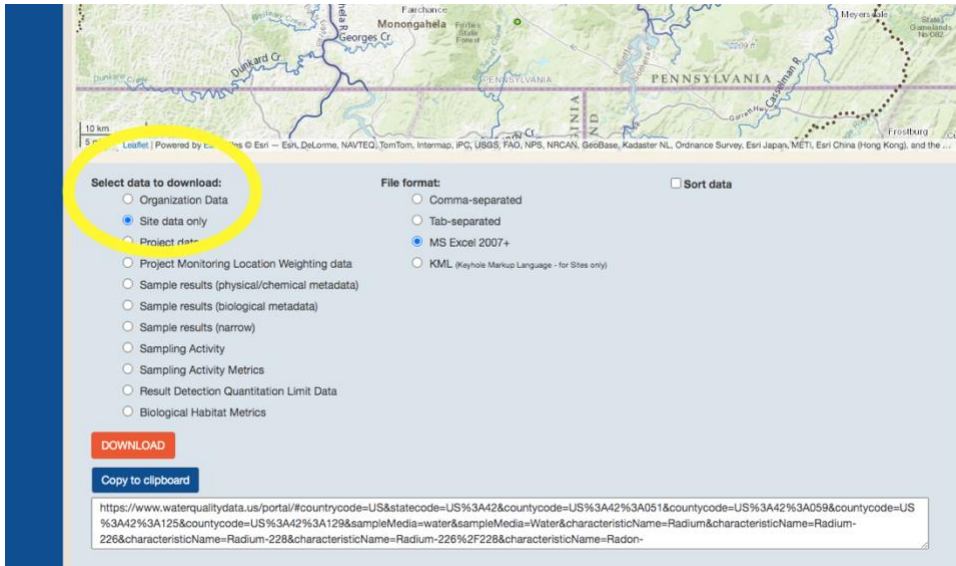 Fairchance
Monongahela
Forbes
State
Forest
Georges Cr
Dunkard Cr
PENNSYLVANIA
PENNSYLVANIA
Casselman R
Meyersdale
State
Gamelands
No 082
Frostburg
10 km
Leaflet | Powered by Esri — Esri, DeLorme, NAVTEQ, TomTom, Intermap, iPC, USGS, FAO, NPS, NRCAN, GeoBase, Kadaster NL, Ordnance Survey, Esri Japan, METI, Esri China (Hong Kong), and the ...
Select data to download:
Organization Data
Site data only
Project data
Project Monitoring Location Weighting data
Sample results (physical/chemical metadata)
Sample results (biological metadata)
Sample results (narrow)
Sampling Activity
Sampling Activity Metrics
Result Detection Quantitation Limit Data
Biological Habitat Metrics
File format:
Comma-separated
Tab-separated
MS Excel 2007+
KML (Keyhole Markup Language - for Sites only)
Sort data
DOWNLOAD
Copy to clipboard
https://www.waterqualitydata.us/portal/#countrycode=US&statecode=US%3A42&countycode=US%3A42%3A051&countycode=US%3A42%3A059&countycode=US
%3A42%3A125&countycode=US%3A42%3A129&sampleMedia=water&sampleMedia=Water&characteristicName=Radium&characteristicName=Radium-
226&characteristicName=Radium-228&characteristicName=Radium-226%2F228&characteristicName=Radon-